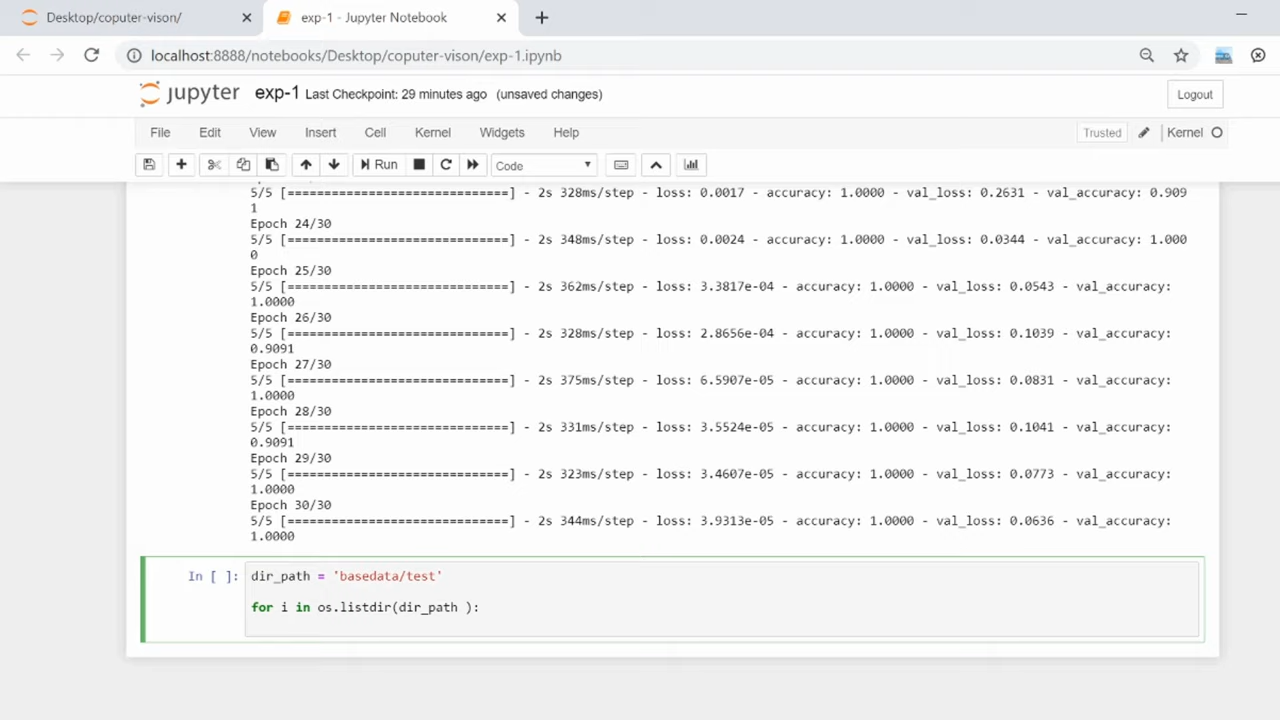 Desktop/coputer-vison/
exp-1 - Jupyter Notebook
localhost:8888/notebooks/Desktop/coputer-vison/exp-1.ipynb
jupyter exp-1 Last Checkpoint: 29 minutes ago (unsaved changes)
Logout
File Edit View Insert Cell Kernel Widgets Help
Trusted
Kernel
Run
Code
5/5 [==============================] - 2s 328ms/step - loss: 0.0017 - accuracy: 1.0000 - val_loss: 0.2631 - val_accuracy: 0.909
1
Epoch 24/30
5/5 [==============================] - 2s 348ms/step - loss: 0.0024 - accuracy: 1.0000 - val_loss: 0.0344 - val_accuracy: 1.000
0
Epoch 25/30
5/5 [==============================] - 2s 362ms/step - loss: 3.3817e-04 - accuracy: 1.0000 - val_loss: 0.0543 - val_accuracy:
1.0000
Epoch 26/30
5/5 [==============================] - 2s 328ms/step - loss: 2.8656e-04 - accuracy: 1.0000 - val_loss: 0.1039 - val_accuracy:
0.9091
Epoch 27/30
5/5 [==============================] - 2s 375ms/step - loss: 6.5907e-05 - accuracy: 1.0000 - val_loss: 0.0831 - val_accuracy:
1.0000
Epoch 28/30
5/5 [==============================] - 2s 331ms/step - loss: 3.5524e-05 - accuracy: 1.0000 - val_loss: 0.1041 - val_accuracy:
0.9091
Epoch 29/30
5/5 [==============================] - 2s 323ms/step - loss: 3.4607e-05 - accuracy: 1.0000 - val_loss: 0.0773 - val_accuracy:
1.0000
Epoch 30/30
5/5 [==============================] - 2s 344ms/step - loss: 3.9313e-05 - accuracy: 1.0000 - val_loss: 0.0636 - val_accuracy:
1.0000
In [ ]: dir_path = 'basedata/test'
for i in os.listdir(dir_path ):